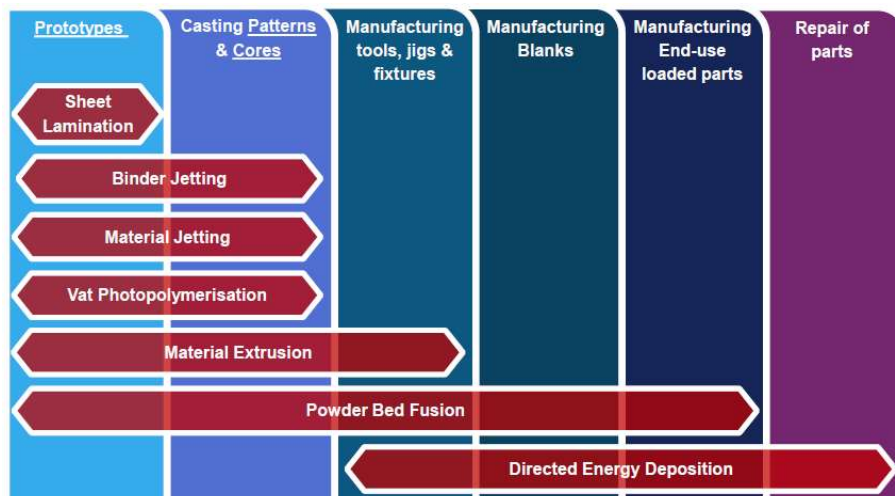 Prototypes
Casting Patterns
& Cores
Manufacturing
tools, jigs &
fixtures
Manufacturing
Blanks
Manufacturing
End-use
loaded parts
Repair of
parts
Sheet
Lamination
Binder Jetting
Material Jetting
Vat Photopolymerisation
Material Extrusion
Powder Bed Fusion
Directed Energy Deposition